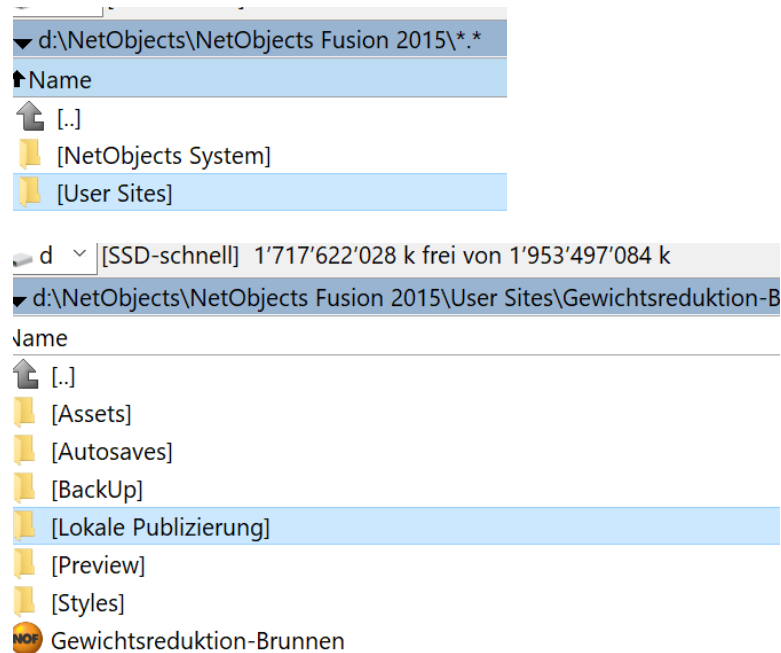 d:\NetObjects\NetObjects Fusion 2015\*.*
Name
[..]
[NetObjects System]
[User Sites]
d [SSD-schnell] 1'717'622'028 k frei von 1'953'497'084 k
d:\NetObjects\NetObjects Fusion 2015\User Sites\Gewichtsreduktion-B
Name
[..]
[Assets]
[Autosaves]
[BackUp]
[Lokale Publizierung]
[Preview]
[Styles]
NOF Gewichtsreduktion-Brunnen